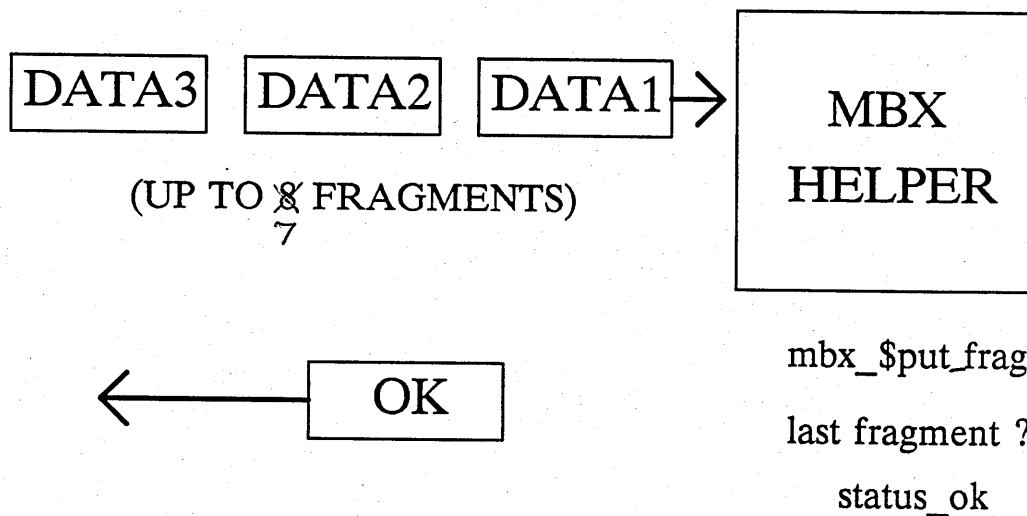 DATA3 DATA2 DATA1
MBX
HELPER
(UP TO 8 FRAGMENTS)
7
OK
mbx_$put_frag
last fragment ?
status_ok